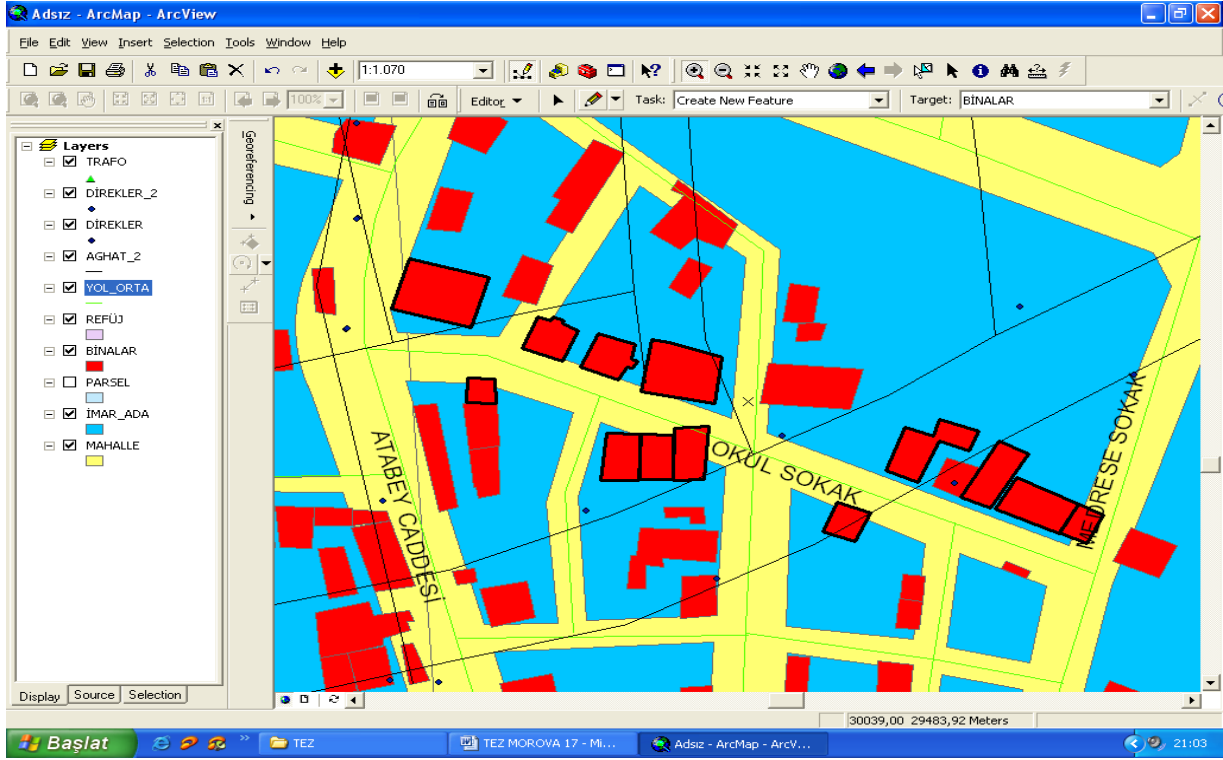 Adsız - ArcMap - ArcView
File Edit View Insert Selection Tools Window Help
1:1.070
100% Editor Task: Create New Feature Target: BİNALAR
Layers
TRAFO
DİREKLER_2
DİREKLER
AGHAT_2
YOL_ORTA
REFÜJ
BİNALAR
PARSEL
İMAR_ADA
MAHALLE
Georeferencing
ATABEY CADDESİ
OKUL SOKAK
MEDRESE SOKAK
Display Source Selection
30039,00 29483,92 Meters
Başlat TEZ TEZ MOROVA 17 - Mi... Adsız - ArcMap - ArcV... 21:03